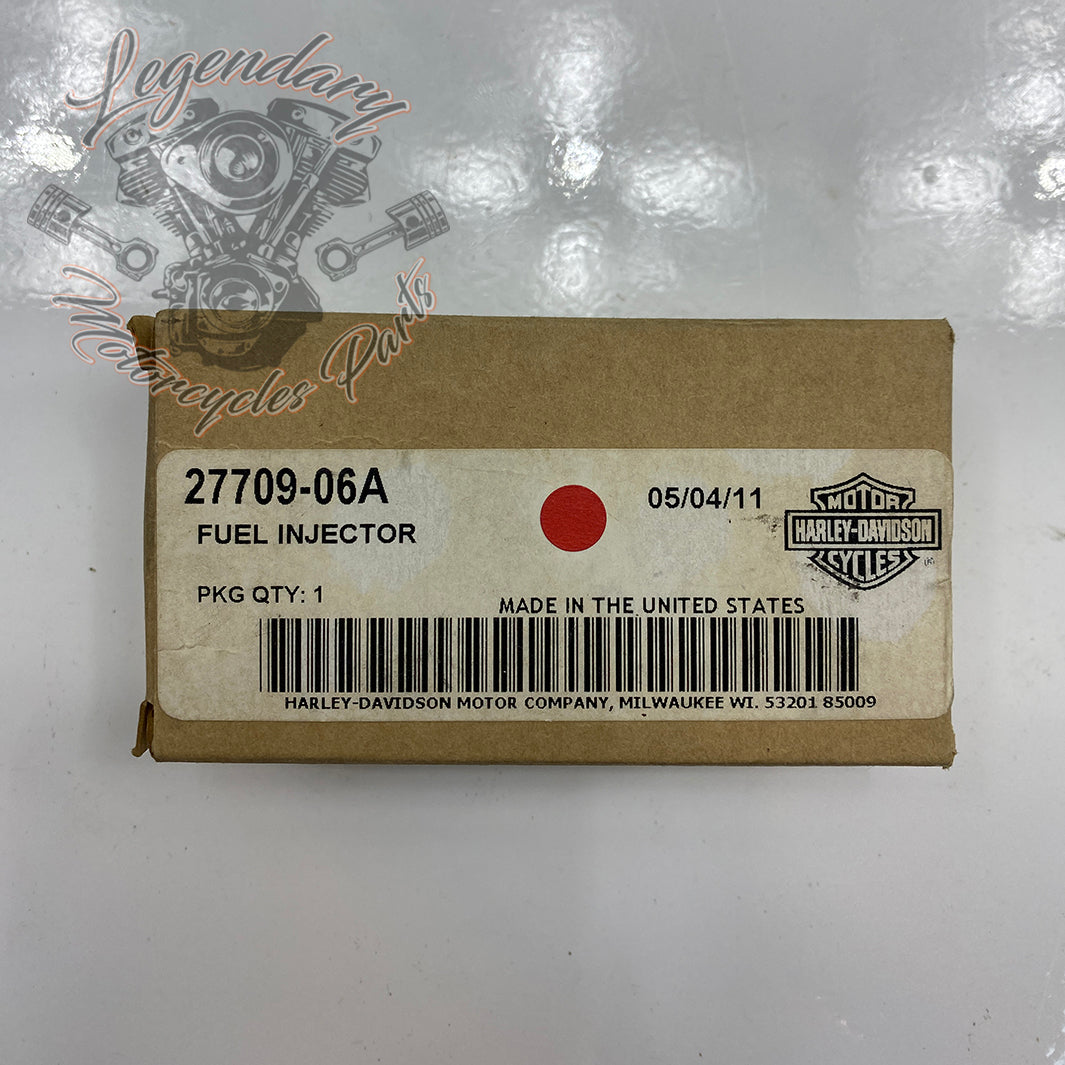 Legendary
Motorcycles Parts
27709-06A
05/04/11
FUEL INJECTOR
MOTOR
HARLEY-DAVIDSON
CYCLES
PKG QTY: 1
MADE IN THE UNITED STATES
HARLEY-DAVIDSON MOTOR COMPANY, MILWAUKEE WI. 53201 85009